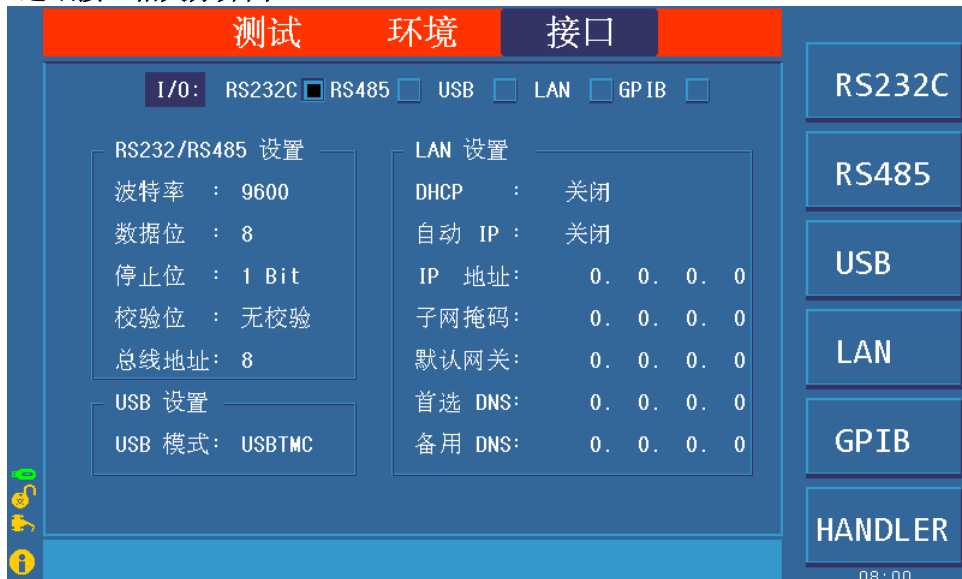 测试 环境 接口
I/O: RS232C RS485 USB LAN GPIB
RS232/RS485 设置
波特率 : 9600
数据位 : 8
停止位 : 1 Bit
校验位 : 无校验
总线地址: 8
USB 设置
USB 模式: USBTMC
LAN 设置
DHCP : 关闭
自动 IP : 关闭
IP 地址: 0. 0. 0. 0
子网掩码: 0. 0. 0. 0
默认网关: 0. 0. 0. 0
首选 DNS: 0. 0. 0. 0
备用 DNS: 0. 0. 0. 0
RS232C
RS485
USB
LAN
GPIB
HANDLER
08:00